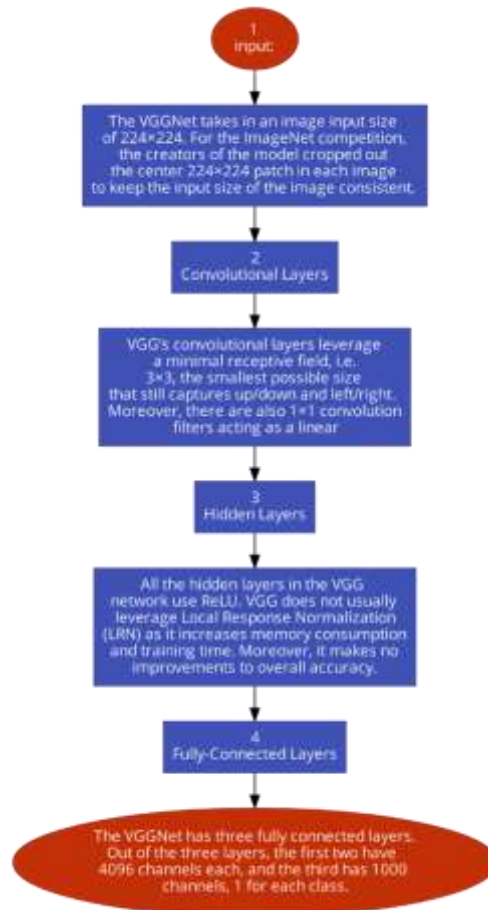 1
input:
The VGGNet takes in an image input size
of 224×224. For the ImageNet competition,
the creators of the model cropped out
the center 224×224 patch in each image
to keep the input size of the image consistent.
2
Convolutional Layers
VGG's convolutional layers leverage
a minimal receptive field, i.e.
3×3, the smallest possible size
that still captures up/down and left/right.
Moreover, there are also 1×1 convolution
filters acting as a linear
3
Hidden Layers
All the hidden layers in the VGG
network use ReLU. VGG does not usually
leverage Local Response Normalization
(LRN) as it increases memory consumption
and training time. Moreover, it makes no
improvements to overall accuracy.
4
Fully-Connected Layers
The VGGNet has three fully connected layers.
Out of the three layers, the first two have
4096 channels each, and the third has 1000
channels, 1 for each class.